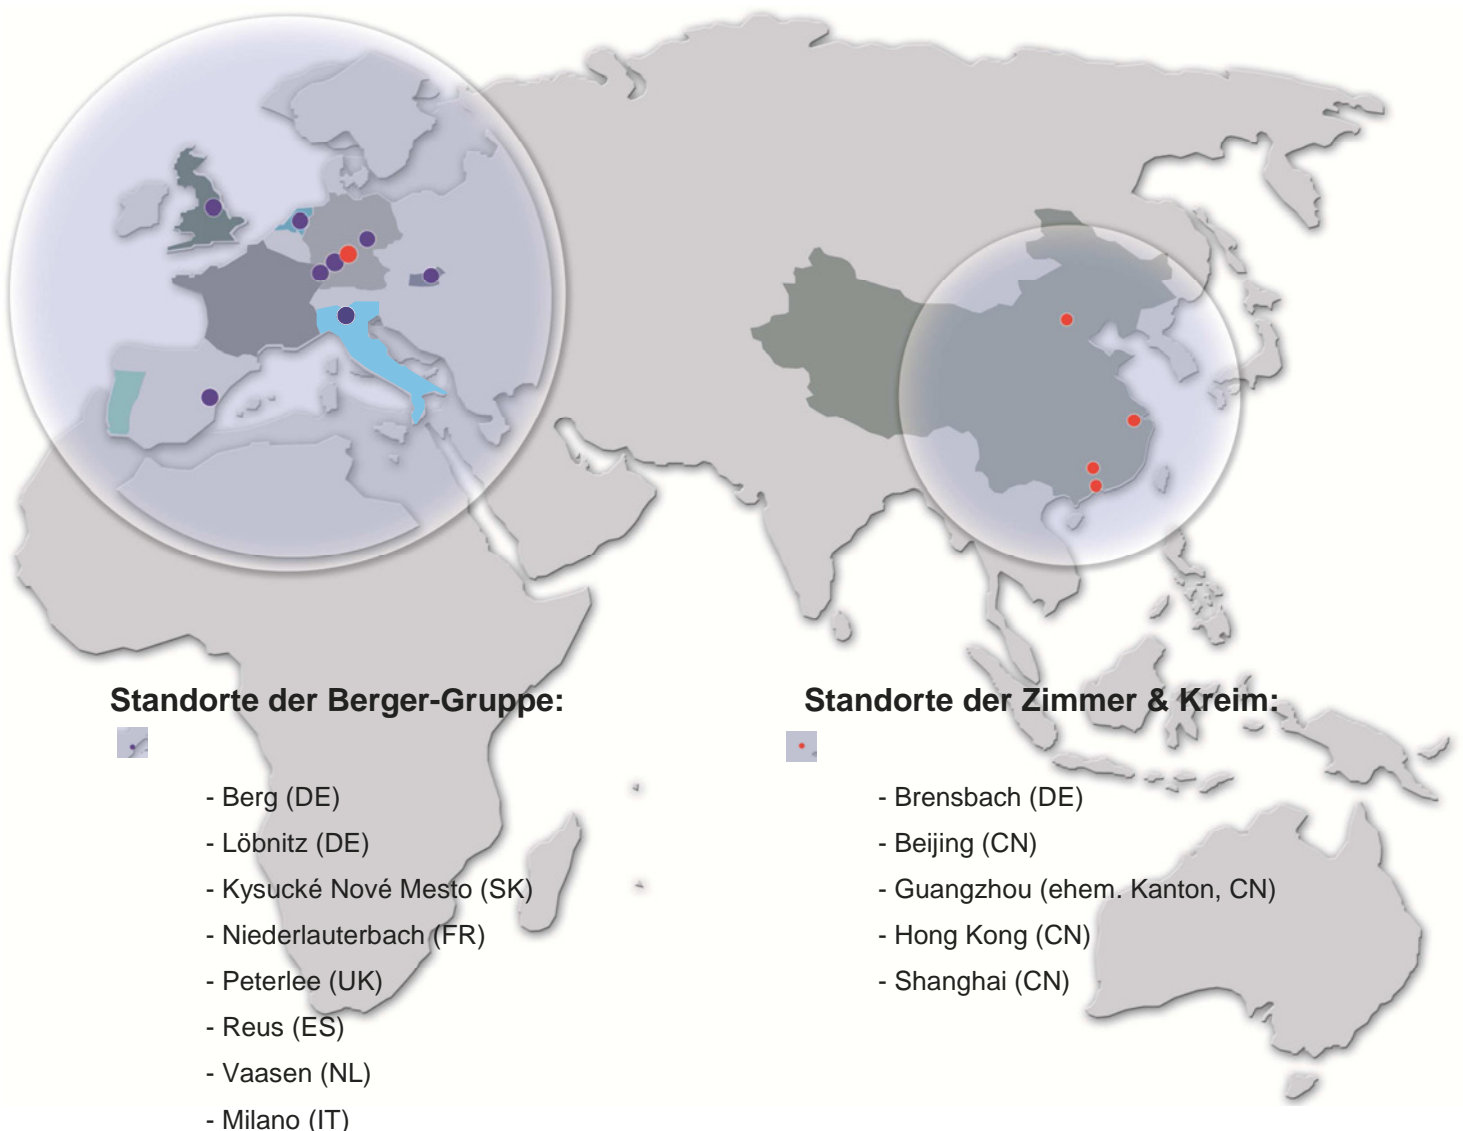 Standorte der Berger-Gruppe:
- Berg (DE)
- Löbnitz (DE)
- Kysucké Nové Mesto (SK)
- Niederlauterbach (FR)
- Peterlee (UK)
- Reus (ES)
- Vaasen (NL)
- Milano (IT)
Standorte der Zimmer & Kreim:
- Brensbach (DE)
- Beijing (CN)
- Guangzhou (ehem. Kanton, CN)
- Hong Kong (CN)
- Shanghai (CN)